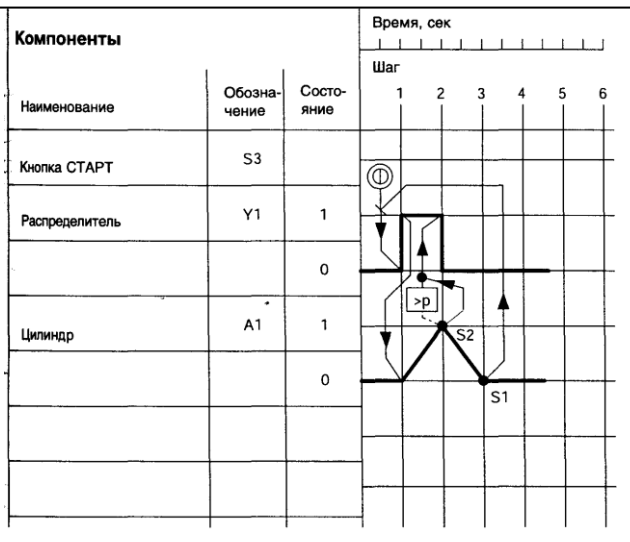 Компоненты
Время, сек
Шаг
Наименование
Обозна-
чение
Состо-
яние
1 2 3 4 5 6
Кнопка СТАРТ
S3
Распределитель
Y1
1
0
>p
Цилиндр
A1
1
S2
0
S1